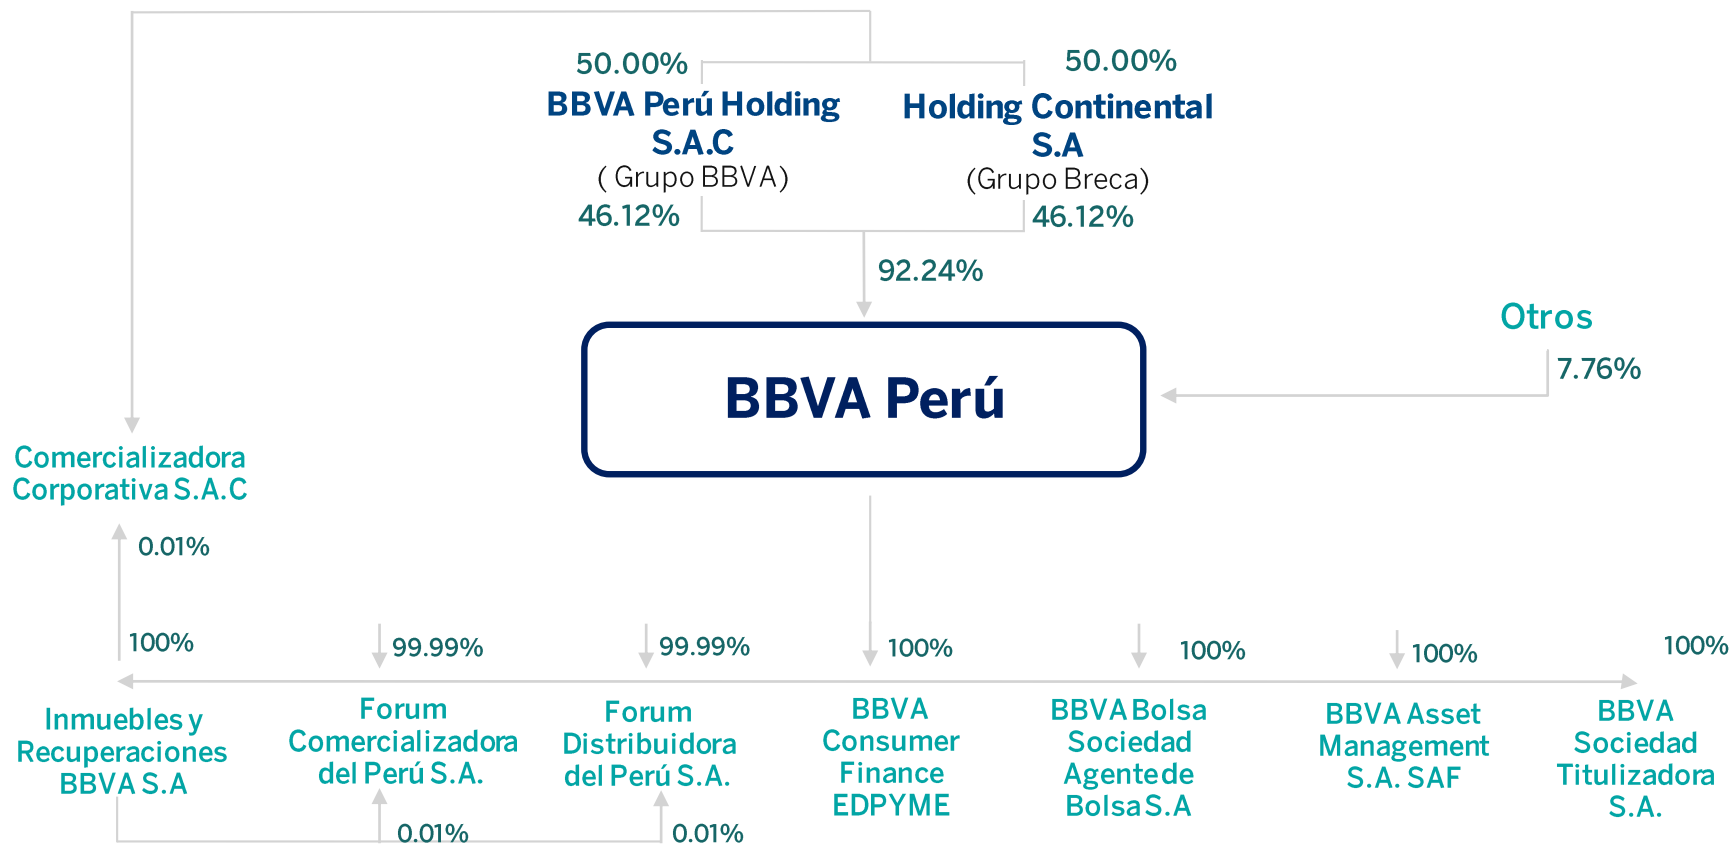 50.00%
BBVA Perú Holding
S.A.C
( Grupo BBVA)
46.12%
50.00%
Holding Continental
S.A
(Grupo Breca)
46.12%
92.24%
Otros
7.76%
BBVA Perú
Comercializadora
Corporativa S.A.C
0.01%
100%
99.99%
99.99%
100%
100%
100%
100%
Inmuebles y
Recuperaciones
BBVA S.A
Forum
Comercializadora
del Perú S.A.
Forum
Distribuidora
del Perú S.A.
BBVA
Consumer
Finance
EDPYME
BBVA Bolsa
Sociedad
Agente de
Bolsa S.A
BBVA Asset
Management
S.A. SAF
BBVA
Sociedad
Titulizadora
S.A.
0.01%
0.01%